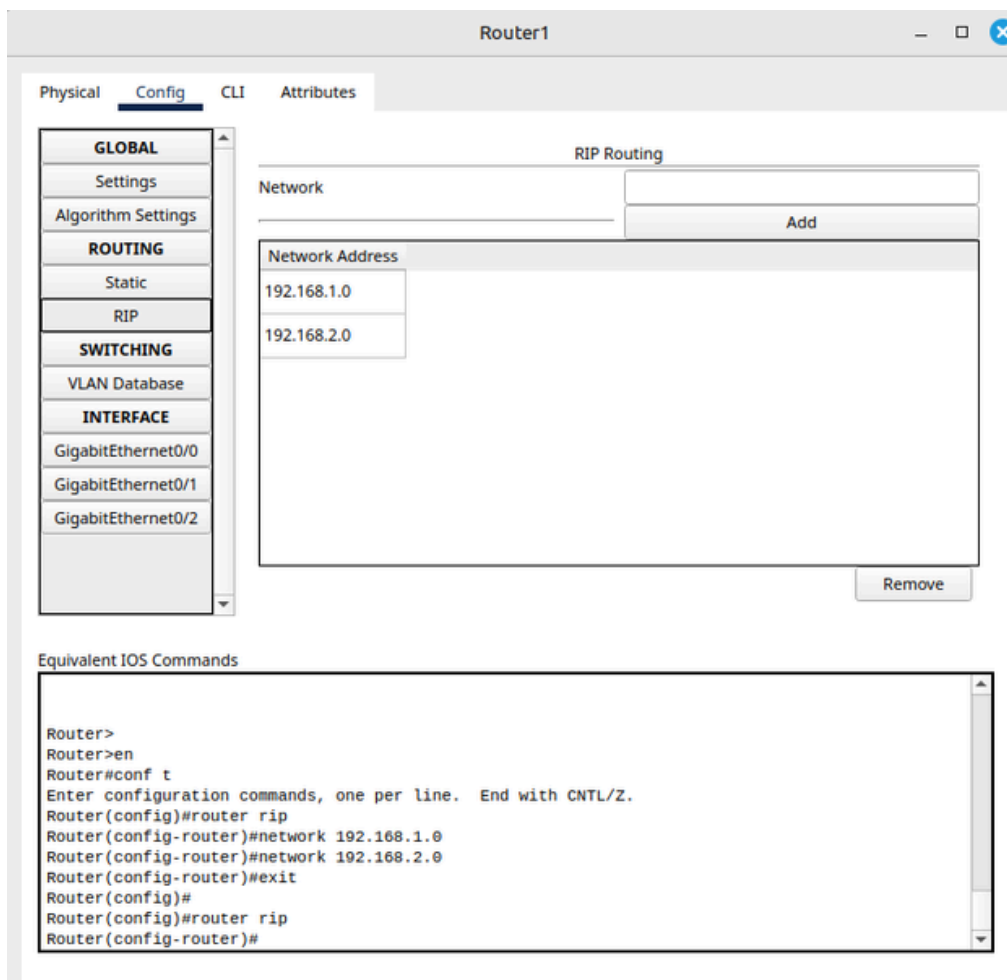 Router1
Physical Config CLI Attributes
GLOBAL
Settings
Algorithm Settings
ROUTING
Static
RIP
SWITCHING
VLAN Database
INTERFACE
GigabitEthernet0/0
GigabitEthernet0/1
GigabitEthernet0/2
RIP Routing
Network
Add
Network Address
192.168.1.0
192.168.2.0
Remove
Equivalent IOS Commands
Router>
Router>en
Router#conf t
Enter configuration commands, one per line.  End with CNTL/Z.
Router(config)#router rip
Router(config-router)#network 192.168.1.0
Router(config-router)#network 192.168.2.0
Router(config-router)#exit
Router(config)#
Router(config)#router rip
Router(config-router)#